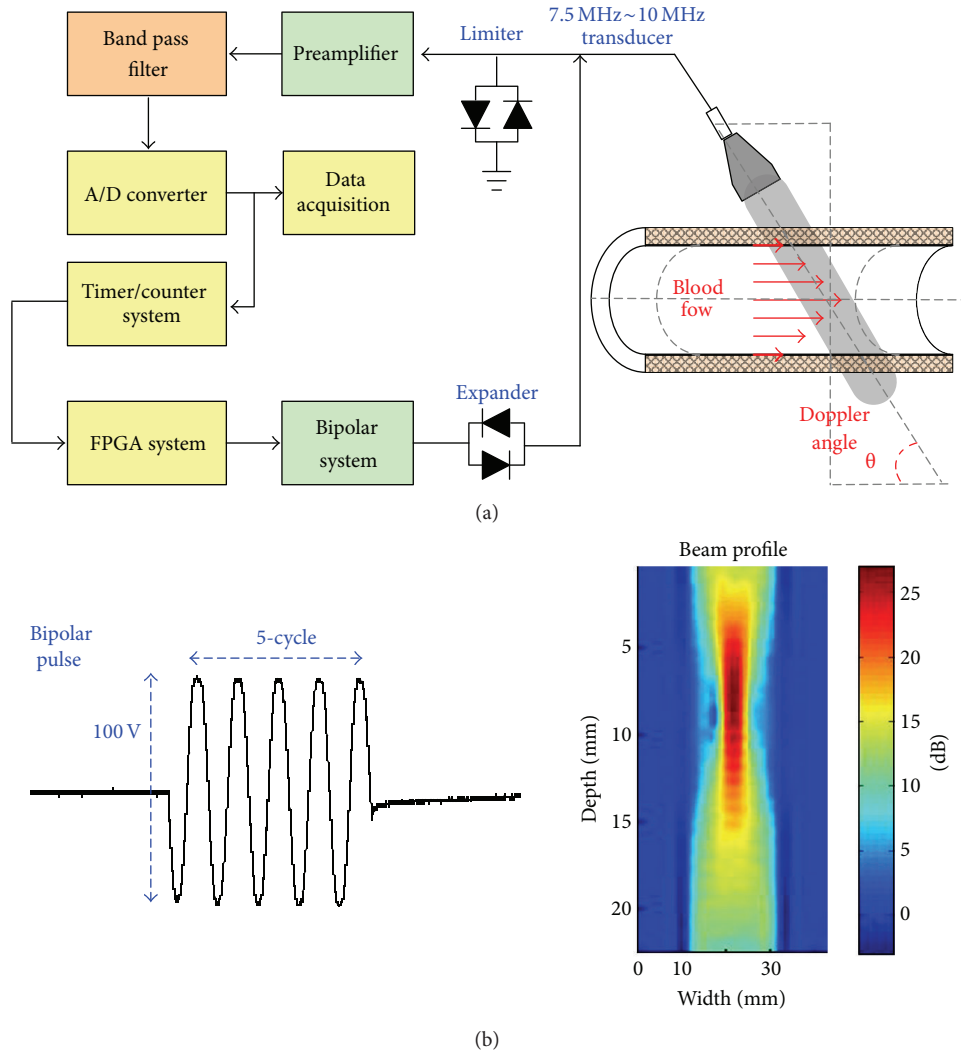 Band pass
filter
Preamplifier
Limiter
7.5 MHz~10 MHz
transducer
A/D converter
Data
acquisition
Timer/counter
system
Blood
fow
FPGA system
Bipolar
system
Expander
Doppler
angle
θ
(a)
Bipolar
pulse
5-cycle
100 V
Beam profile
5
10
15
20
Depth (mm)
0
10
30
Width (mm)
25
20
15
10
5
0
(dB)
(b)